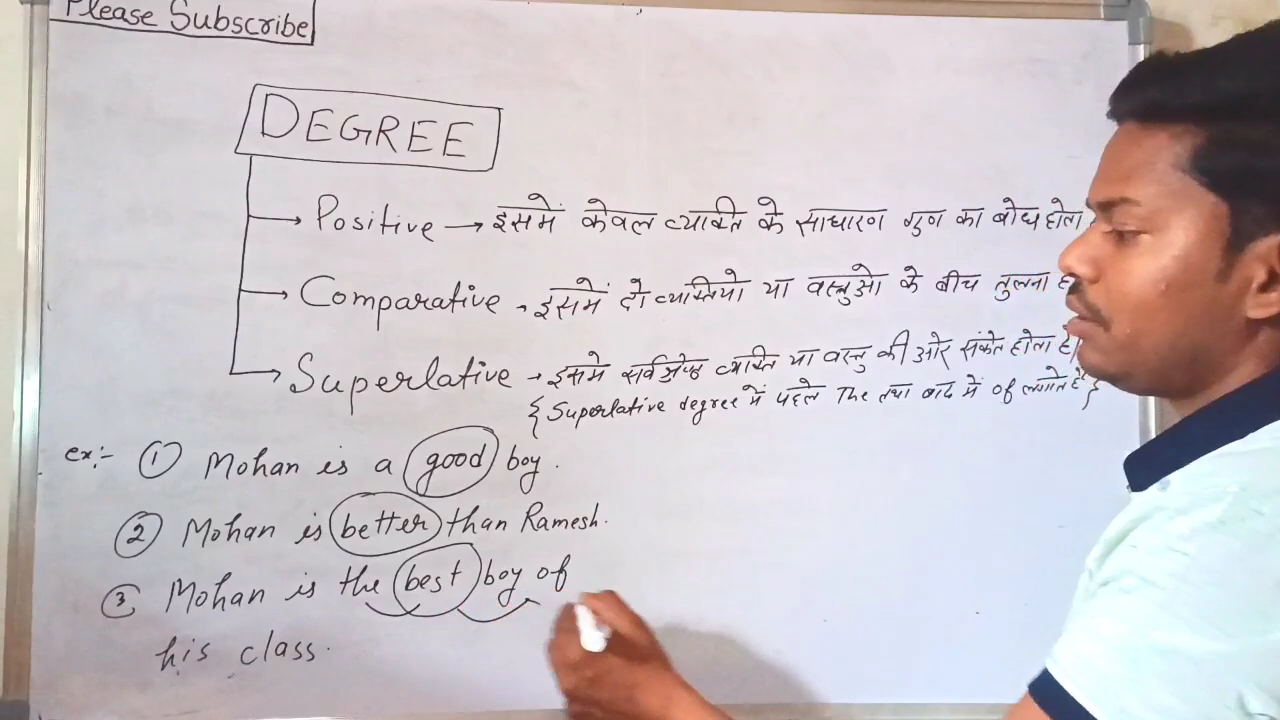 Please Subscribe
DEGREE
Positive → इसमें केवल व्यक्ति के साधारण गुण का बोध होता
Comparative → इसमें दो व्यक्तियो या वस्तुओ के बीच तुलना
Superlative → इसमे सर्वश्रेष्ठ व्यक्ति या वस्तु की ओर संकेत होता है
{ Superlative degree में पहले The तथा बाद में of लगाते है }
ex:- ① Mohan is a good boy.
② Mohan is better than Ramesh.
③ Mohan is the best boy of
his class.